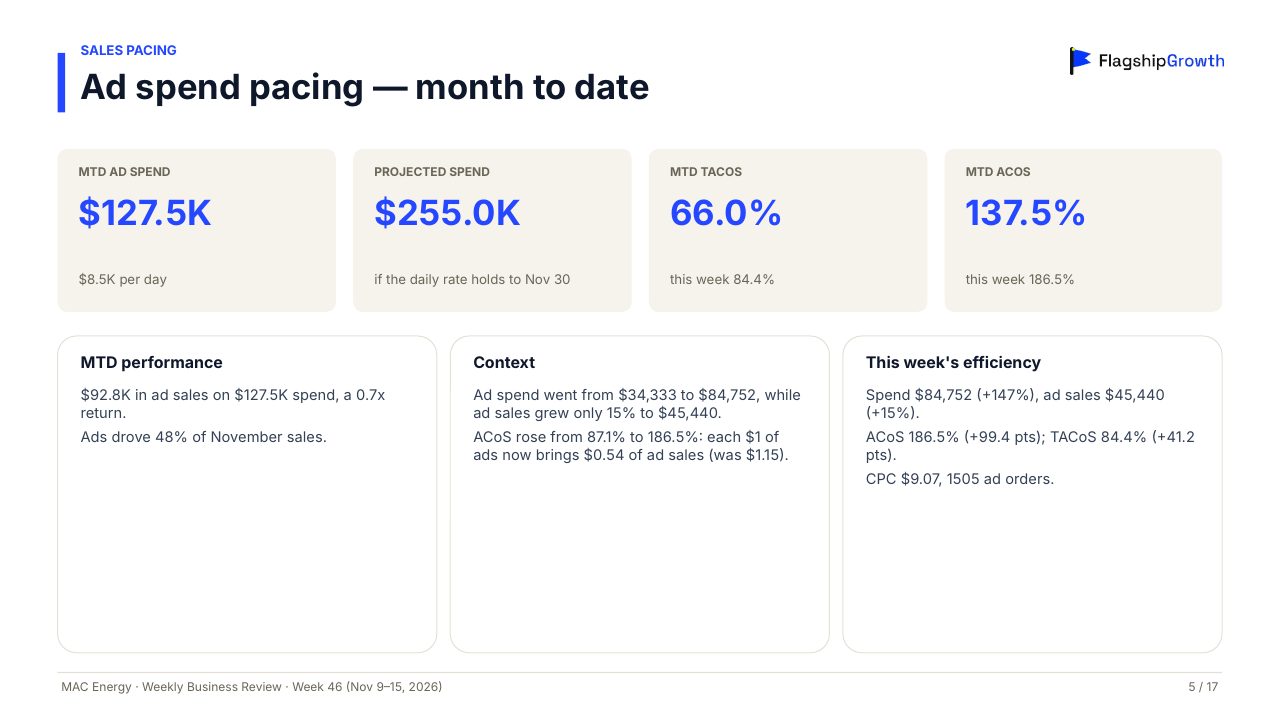 SALES PACING
Ad spend pacing — month to date
FlagshipGrowth
MTD AD SPEND
$127.5K
$8.5K per day
PROJECTED SPEND
$255.0K
if the daily rate holds to Nov 30
MTD TACOS
66.0%
this week 84.4%
MTD ACOS
137.5%
this week 186.5%
MTD performance
$92.8K in ad sales on $127.5K spend, a 0.7x
return.
Ads drove 48% of November sales.
Context
Ad spend went from $34,333 to $84,752, while
ad sales grew only 15% to $45,440.
ACoS rose from 87.1% to 186.5%: each $1 of
ads now brings $0.54 of ad sales (was $1.15).
This week's efficiency
Spend $84,752 (+147%), ad sales $45,440
(+15%).
ACoS 186.5% (+99.4 pts); TACoS 84.4% (+41.2
pts).
CPC $9.07, 1505 ad orders.
MAC Energy · Weekly Business Review · Week 46 (Nov 9–15, 2026)
5 / 17